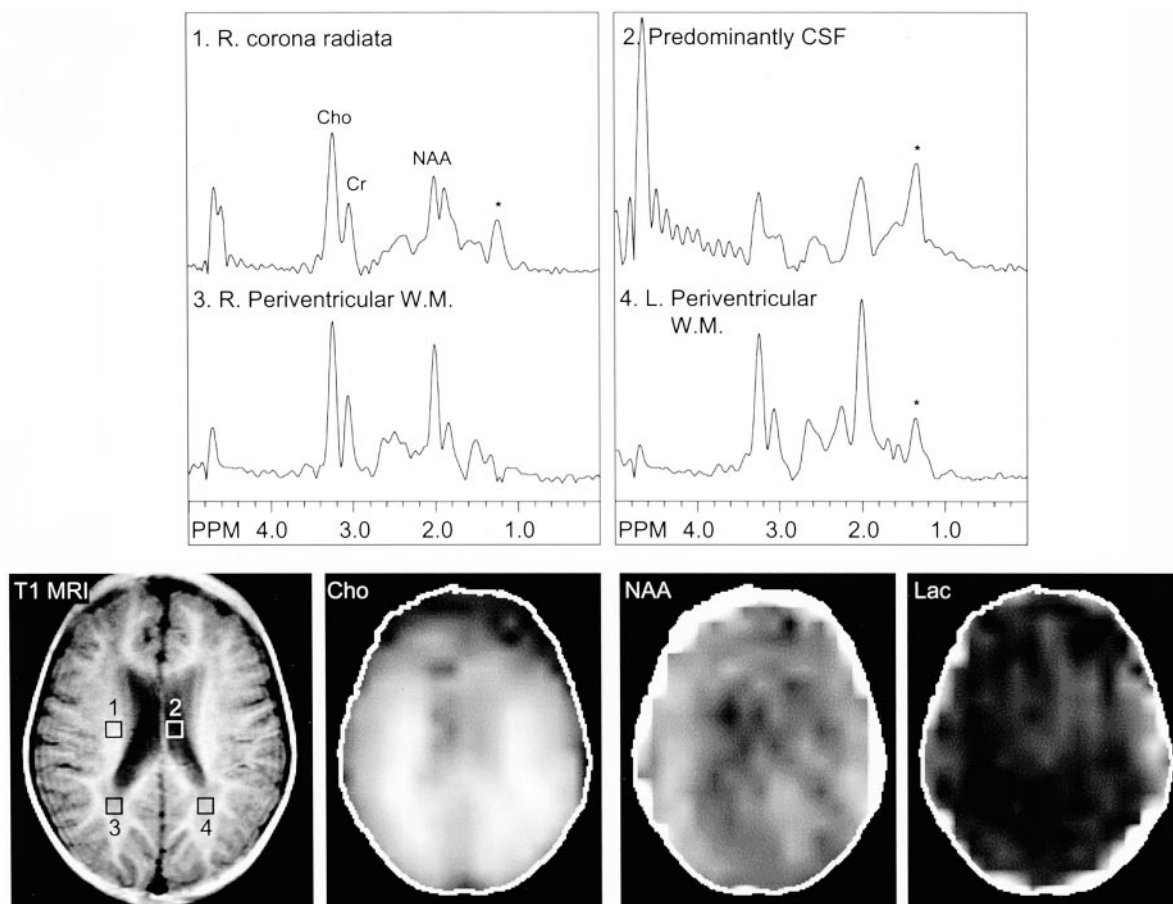 1. R. corona radiata
Cho
Cr
NAA
*
2. Predominantly CSF
*
3. R. Periventricular W.M.
4. L. Periventricular
W.M.
*
PPM 4.0 3.0 2.0 1.0
PPM 4.0 3.0 2.0 1.0
T1 MRI
1
2
3
4
Cho
NAA
Lac